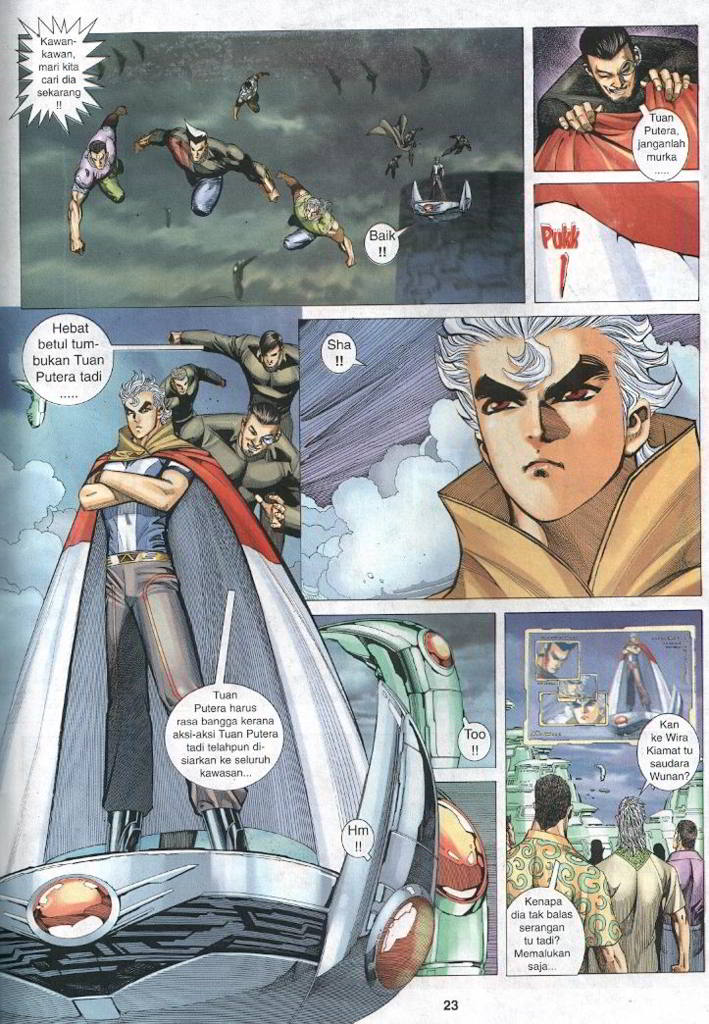 Kawan-
kawan,
mari kita
cari dia
sekarang
!!
Baik
!!
Tuan
Putera,
janganlah
murka
.....
Pukk
!
Hebat
betul tum-
bukan Tuan
Putera tadi
.....
Sha
!!
Tuan
Putera harus
rasa bangga kerana
aksi-aksi Tuan Putera
tadi telahpun di-
siarkan ke seluruh
kawasan...
Too
!!
Hm
!!
Kan
ke Wira
Kiamat tu
saudara
Wunan?
Kenapa
dia tak balas
serangan
tu tadi?
Memalukan
saja...
23